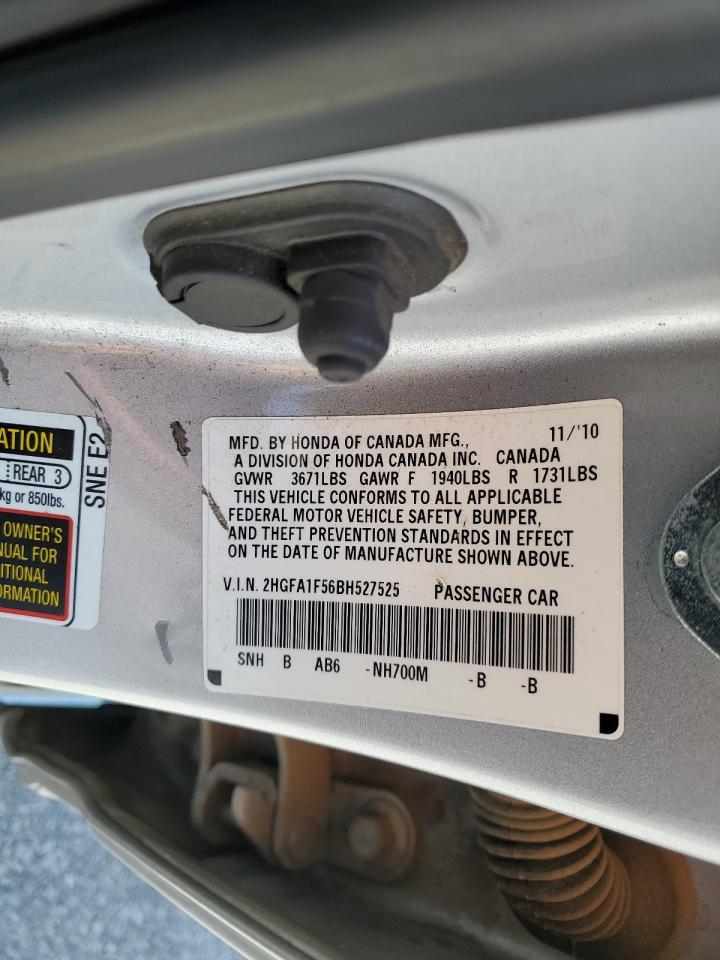 ATION
REAR 3
kg or 850lbs.
OWNER'S
NUAL FOR
ITIONAL
ORMATION
SNE E2
11/'10
MFD. BY HONDA OF CANADA MFG.,
A DIVISION OF HONDA CANADA INC. CANADA
GVWR 3671LBS GAWR F 1940LBS R 1731LBS
THIS VEHICLE CONFORMS TO ALL APPLICABLE
FEDERAL MOTOR VEHICLE SAFETY, BUMPER,
AND THEFT PREVENTION STANDARDS IN EFFECT
ON THE DATE OF MANUFACTURE SHOWN ABOVE.
V.I.N. 2HGFA1F56BH527525 PASSENGER CAR
SNH B AB6 -NH700M -B -B